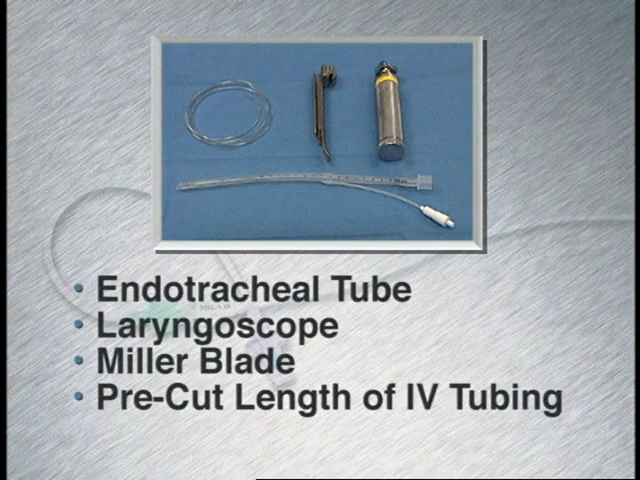 • Endotracheal Tube
• Laryngoscope
• Miller Blade
• Pre-Cut Length of IV Tubing